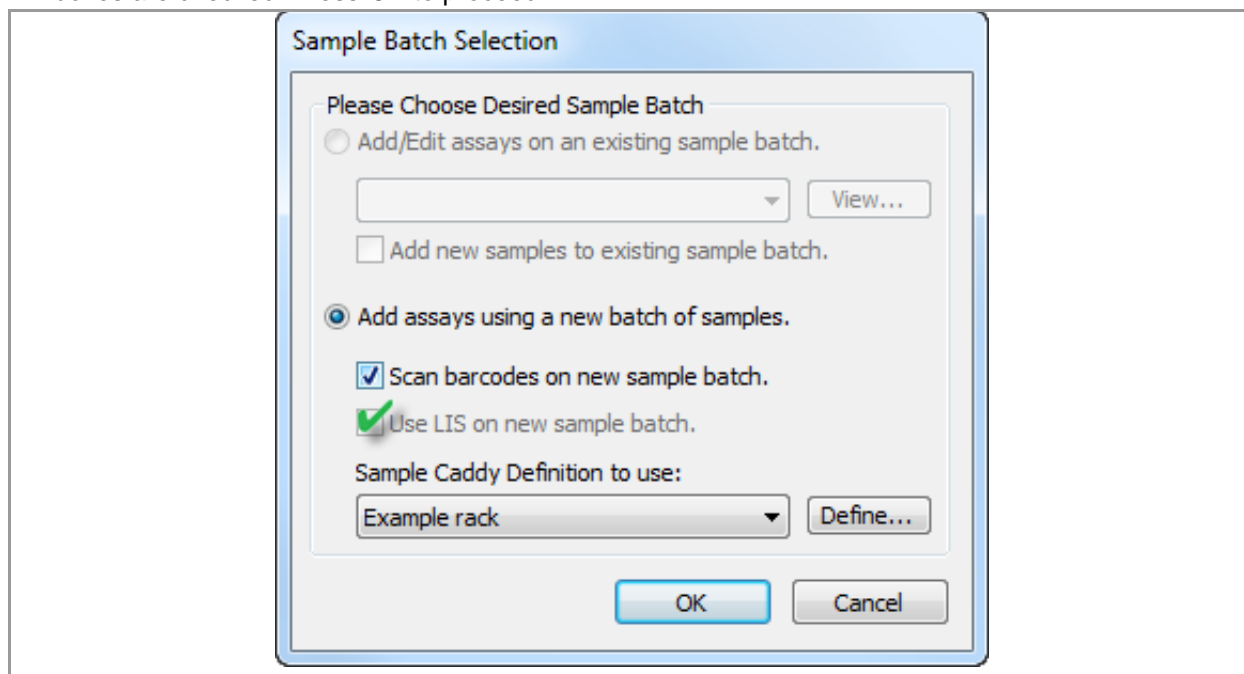 Sample Batch Selection
Please Choose Desired Sample Batch
Add/Edit assays on an existing sample batch.
View...
Add new samples to existing sample batch.
Add assays using a new batch of samples.
Scan barcodes on new sample batch.
Use LIS on new sample batch.
Sample Caddy Definition to use:
Example rack
Define...
OK Cancel